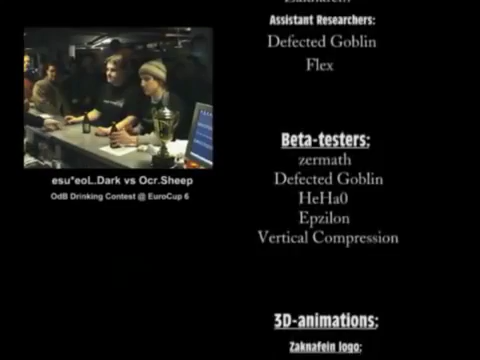 Assistant Researchers:
Defected Goblin
Flex
esu*eoL.Dark vs Ocr.Sheep
OdB Drinking Contest @ EuroCup 6
Beta-testers:
zermath
Defected Goblin
HeHa0
Epzilon
Vertical Compression
3D-animations:
Zaknafein logo: